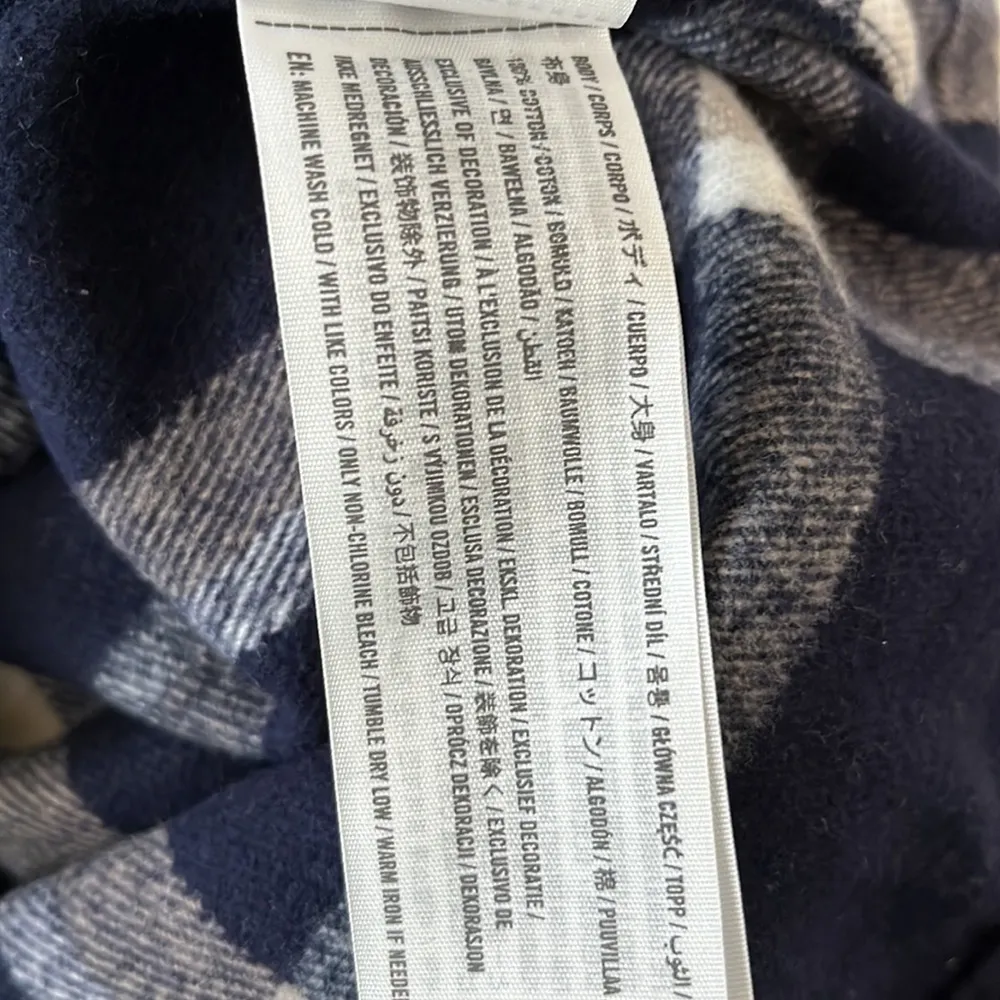 BODY / CORPS / CORPO / ボディ / CUERPO / 大身 / VARTALO / STŘEDNÍ DÍL / 몸통 / GŁÓWNA CZĘŚĆ / TOPP / الثوب /
布身
100% COTTON / COTON / BOMULD / KATOEN / BAUMWOLLE / BOMULL / COTONE / コットン / ALGODÓN / 棉 / PUUVILLAA
BAVLNA / 면 / BAWEŁNA / ALGODÃO / القطن
EXCLUSIVE OF DECORATION / À L'EXCLUSION DE LA DÉCORATION / EKSKL DEKORATION / EXCLUSIEF DECORATIE /
AUSSCHLIESSLICH VERZIERUNG / UTOM DEKORATIONEN / ESCLUSA DECORAZIONE / 装飾を除く / EXCLUSIVO DE
DECORACIÓN / 装饰物除外 / PAITSI KORISTE / S VÝJIMKOU OZDOB / 고급 장식 / OPRÓCZ DEKORACJI / DEKORASJON
IKKE MEDREGNET / EXCLUSIVO DO ENFEITE / دون زخرفة / 不包括飾物
EN: MACHINE WASH COLD / WITH LIKE COLORS / ONLY NON-CHLORINE BLEACH / TUMBLE DRY LOW / WARM IRON IF NEEDED